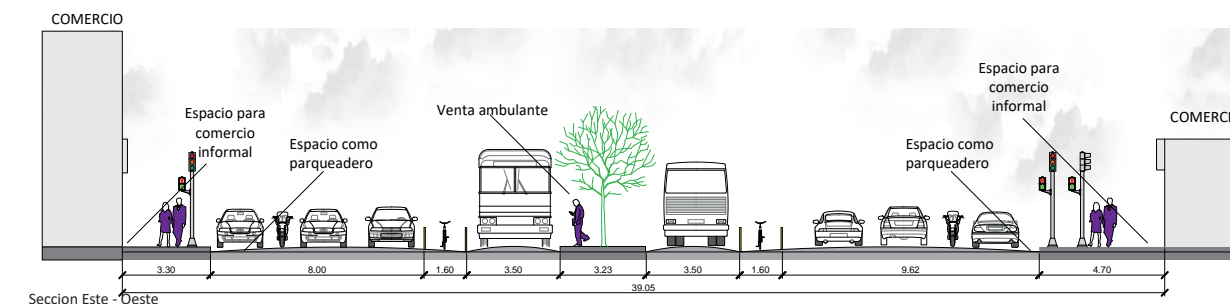 COMERCIO
Espacio para
comercio
informal
Espacio como
parqueadero
Venta ambulante
Espacio como
parqueadero
Espacio para
comercio
informal
COMERCI
3.30
8.00
1.60
3.50
3.23
3.50
1.60
9.62
4.70
39.05
Seccion Este - Oeste